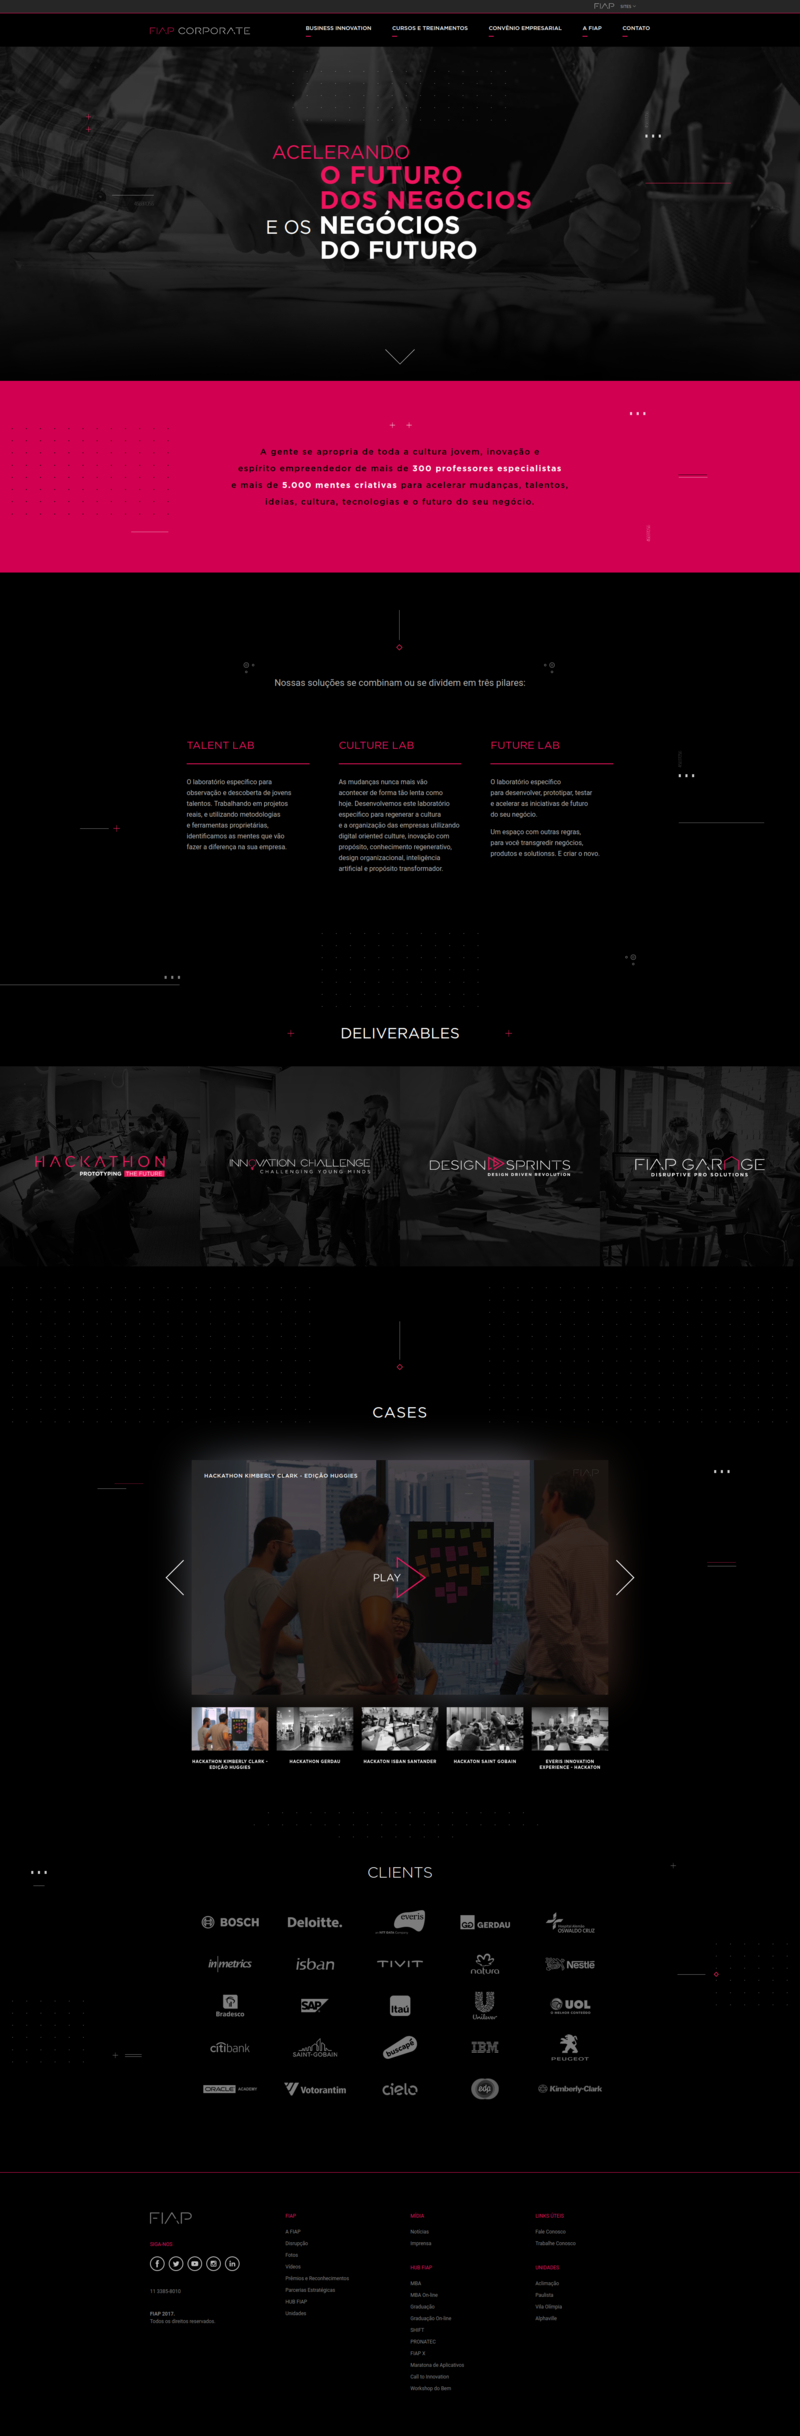 FIAP
SITES
FIAP CORPORATE
BUSINESS INNOVATION
CURSOS E TREINAMENTOS
CONVÊNIO EMPRESARIAL
A FIAP
CONTATO
ACELERANDO
O FUTURO
DOS NEGÓCIOS
E OS NEGÓCIOS
DO FUTURO
A gente se apropria de toda a cultura jovem, inovação e
espírito empreendedor de mais de 300 professores especialistas
e mais de 5.000 mentes criativas para acelerar mudanças, talentos,
ideias, cultura, tecnologias e o futuro do seu negócio.
Nossas soluções se combinam ou se dividem em três pilares:
TALENT LAB
O laboratório específico para
observação e descoberta de jovens
talentos. Trabalhando em projetos
reais, e utilizando metodologias
e ferramentas proprietárias,
identificamos as mentes que vão
fazer a diferença na sua empresa.
CULTURE LAB
As mudanças nunca mais vão
acontecer de forma tão lenta como
hoje. Desenvolvemos este laboratório
específico para regenerar a cultura
e a organização das empresas utilizando
digital oriented culture, inovação com
propósito, conhecimento regenerativo,
design organizacional, inteligência
artificial e propósito transformador.
FUTURE LAB
O laboratório específico
para desenvolver, prototipar, testar
e acelerar as iniciativas de futuro
do seu negócio.
Um espaço com outras regras,
para você transgredir negócios,
produtos e solutionss. E criar o novo.
DELIVERABLES
HACKATHON
PROTOTYPING THE FUTURE
INNOVATION CHALLENGE
CHALLENGING YOUNG MINDS
DESIGN SPRINTS
DESIGN DRIVEN REVOLUTION
FIAP GARAGE
DISRUPTIVE PRO SOLUTIONS
CASES
HACKATHON KIMBERLY CLARK - EDIÇÃO HUGGIES
FIAP
PLAY
HACKATHON KIMBERLY CLARK -
EDIÇÃO HUGGIES
HACKATHON GERDAU
HACKATON ISBAN SANTANDER
HACKATON SAINT GOBAIN
EVERIS INNOVATION
EXPERIENCE - HACKATON
CLIENTS
BOSCH
Deloitte.
everis
GG GERDAU
OSWALDO CRUZ
inmetrics
isban
TIVIT
natura
Nestlé
Bradesco
SAP
Itaú
Unilever
UOL
citibank
SAINT-GOBAIN
buscapé
IBM
PEUGEOT
ORACLE ACADEMY
Votorantim
cielo
edp
Kimberly-Clark
FIAP
SIGA-NOS
11 3385-8010
FIAP 2017.
Todos os direitos reservados.
FIAP
A FIAP
Disrupção
Fotos
Vídeos
Prêmios e Reconhecimentos
Parcerias Estratégicas
HUB FIAP
Unidades
MÍDIA
Notícias
Imprensa
HUB FIAP
MBA
MBA On-line
Graduação
Graduação On-line
SHIFT
PRONATEC
FIAP X
Maratona de Aplicativos
Call to Innovation
Workshop do Bem
LINKS ÚTEIS
Fale Conosco
Trabalhe Conosco
UNIDADES
Aclimação
Paulista
Vila Olímpia
Alphaville